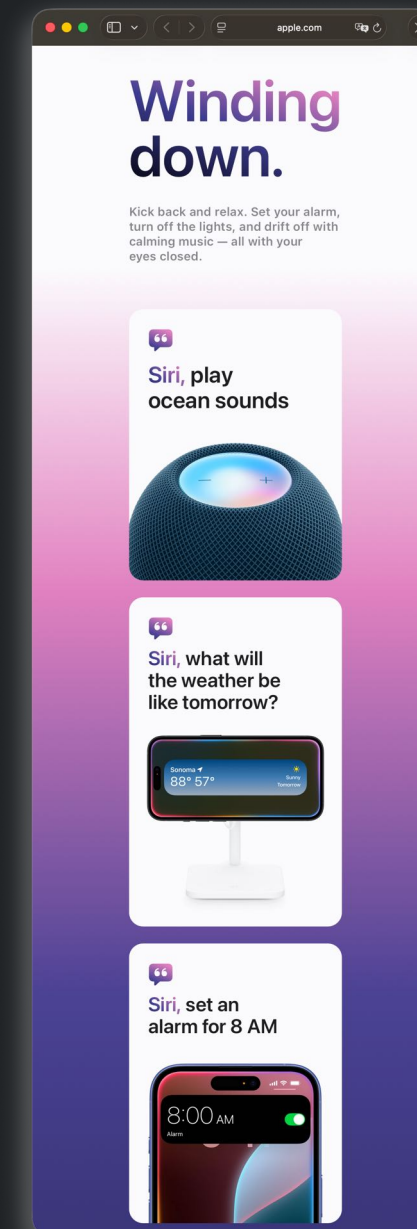 apple.com
Winding
down.
Kick back and relax. Set your alarm,
turn off the lights, and drift off with
calming music — all with your
eyes closed.
Siri, play
ocean sounds
Siri, what will
the weather be
like tomorrow?
Sonoma
88° 57°
Sunny
Tomorrow
Siri, set an
alarm for 8 AM
8:00 AM
Alarm